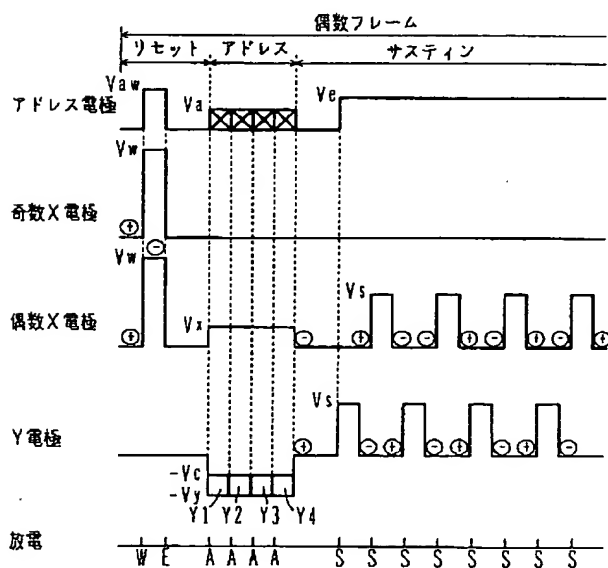 偶数フレーム
リセット アドレス サスティン
Vaw
アドレス電極 Va Ve
Vw
奇数X電極
⊕
⊖
Vw
偶数X電極 Vx Vs
⊕ ⊖ ⊕ ⊖ ⊖ ⊕ ⊖ ⊕ ⊖ ⊕
Y電極 Vs
⊕ ⊖ ⊕ ⊖ ⊕ ⊖ ⊕ ⊖
-Vc
-Vy
Y1 Y2 Y3 Y4
放電
W E A A A A S S S S S S S S